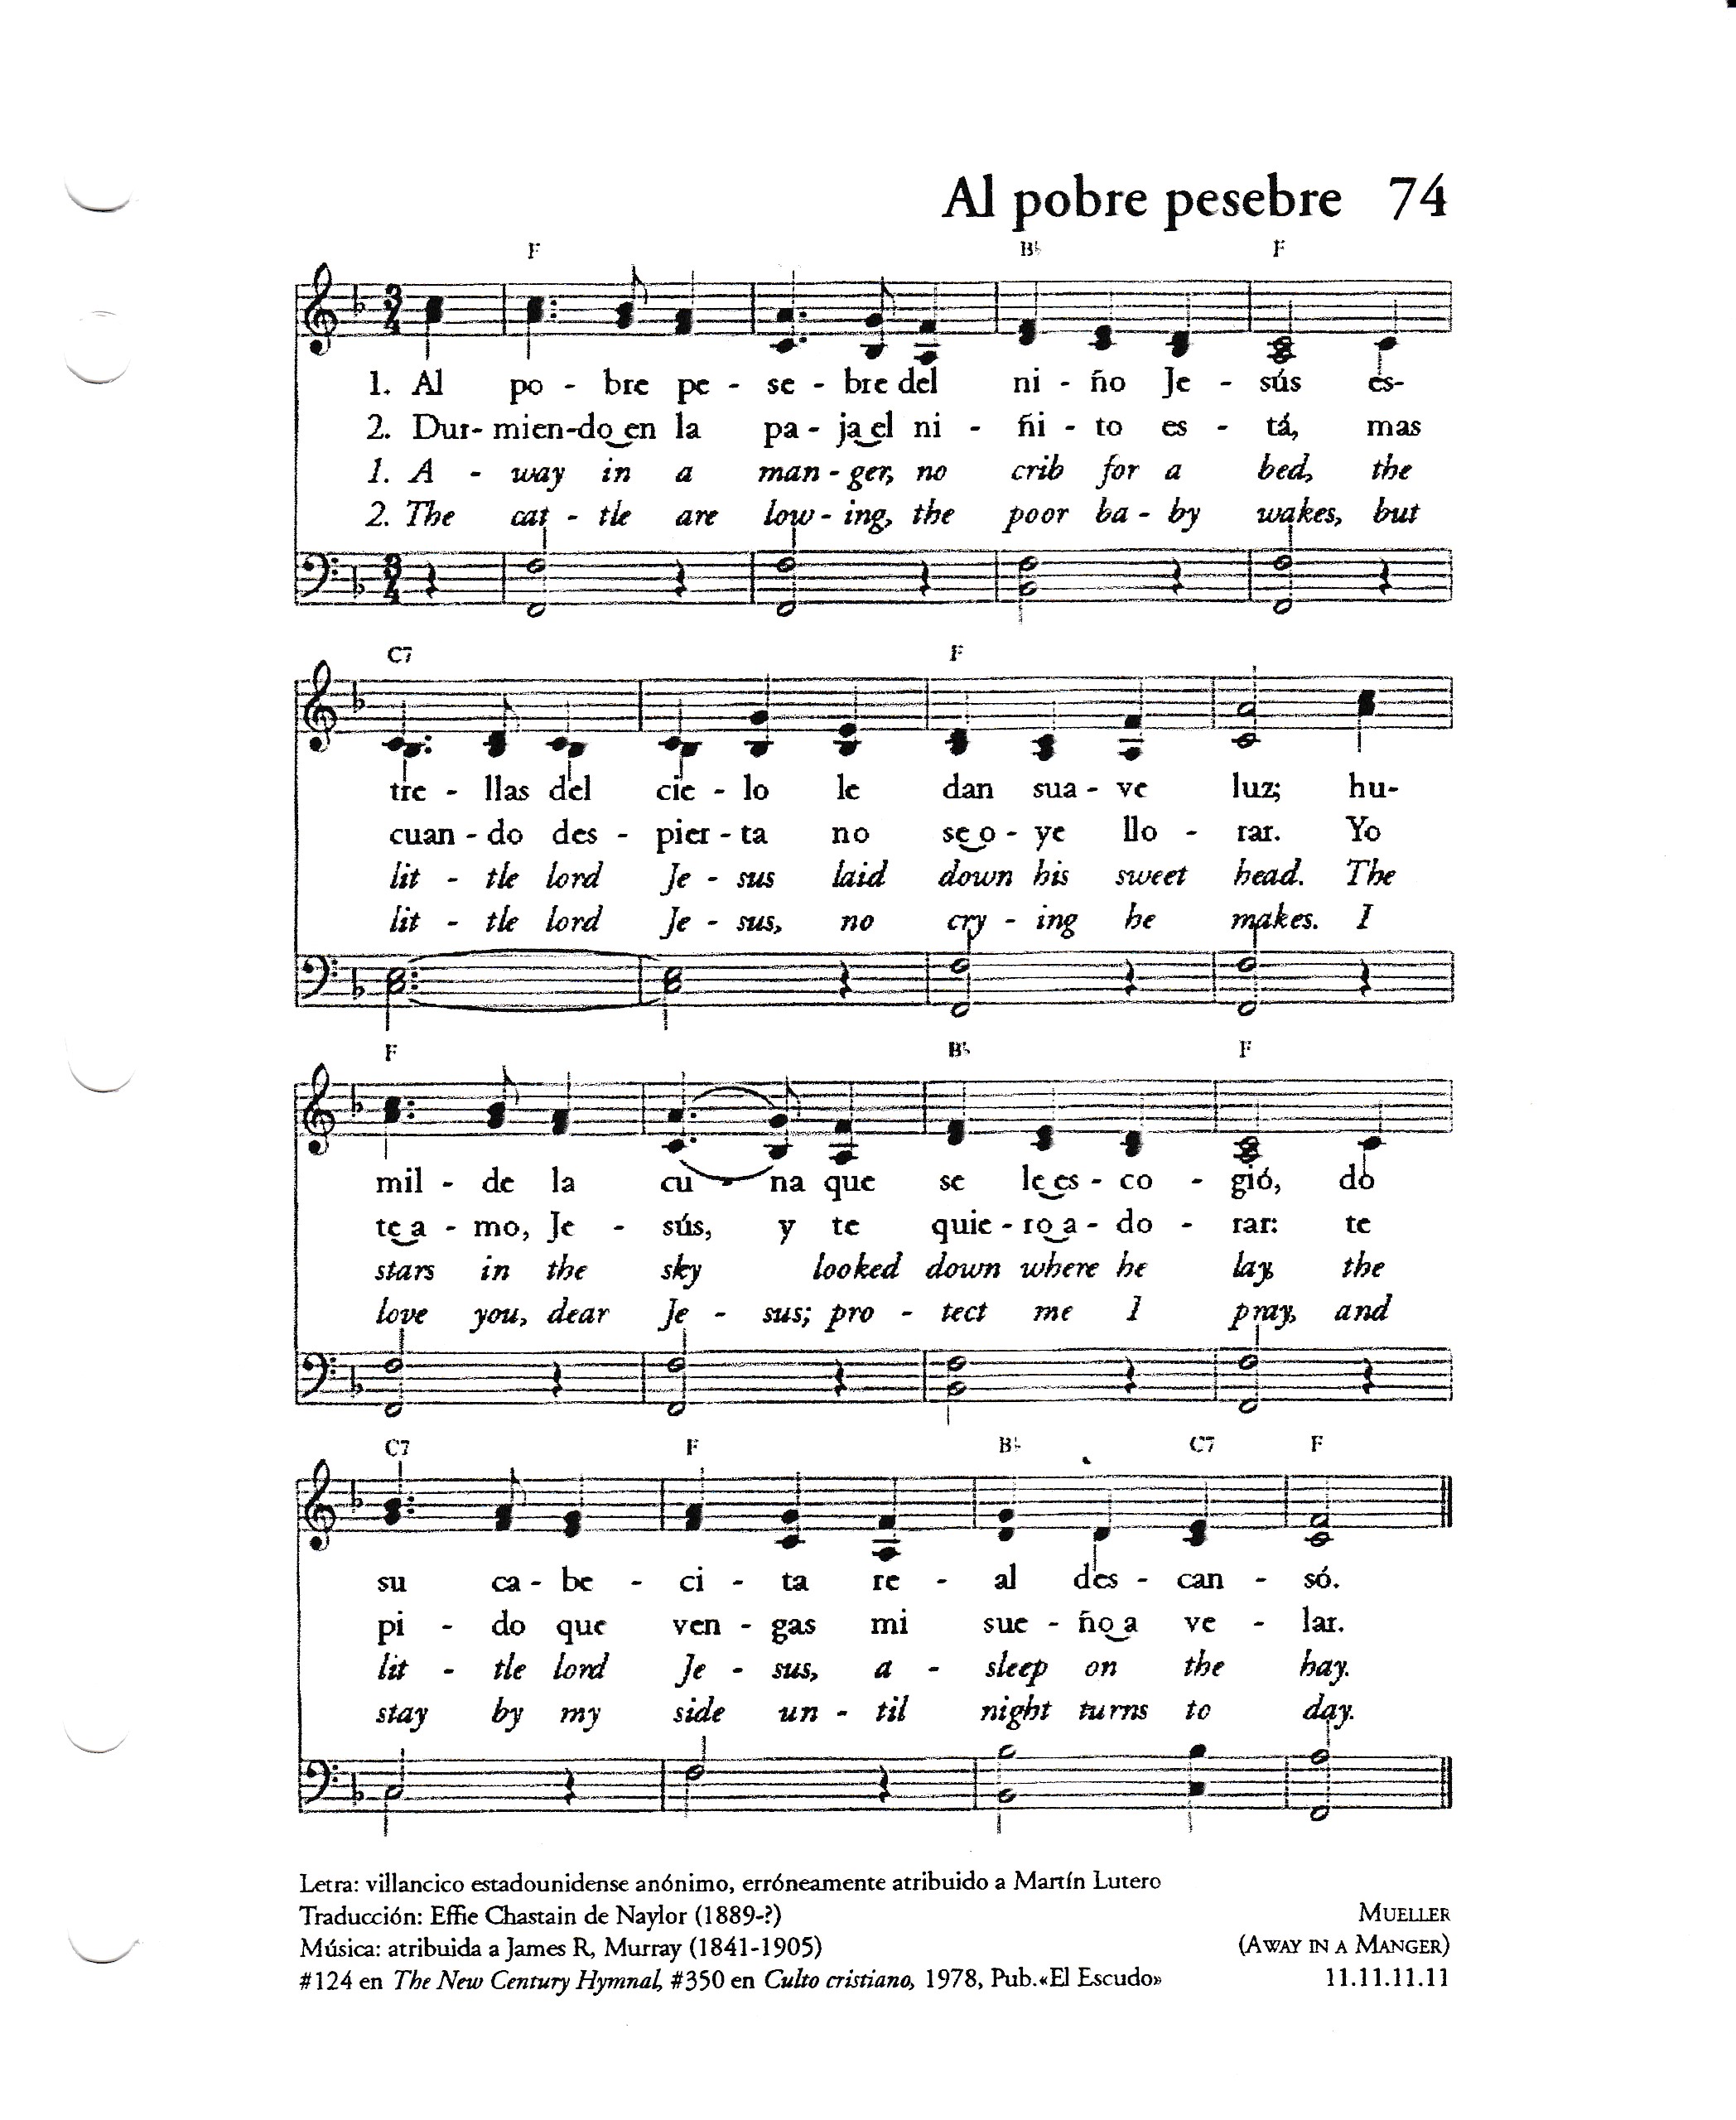 Al pobre pesebre 74
F B♭ F
1. Al po - bre pe - se - bre del ni - ño Je - sús es-
2. Dur- mien-do en la pa - ja el ni - ñi - to es - tá, mas
1. A - way in a man - ger, no crib for a bed, the
2. The cat - tle are low - ing, the poor ba - by wakes, but
C7 F
tre - llas del cie - lo le dan sua - ve luz; hu-
cuan - do des - pier - ta no se o - ye llo - rar. Yo
lit - tle lord Je - sus laid down his sweet head. The
lit - tle lord Je - sus, no cry - ing he makes. I
F B♭ F
mil - de la cu - na que se le es - co - gió, do
te a - mo, Je - sús, y te quie - ro a - do - rar: te
stars in the sky looked down where he lay, the
love you, dear Je - sus; pro - tect me I pray, and
C7 F B♭ C7 F
su ca - be - ci - ta re - al des - can - só.
pi - do que ven - gas mi sue - ño a ve - lar.
lit - tle lord Je - sus, a - sleep on the hay.
stay by my side un - til night turns to day.
Letra: villancico estadounidense anónimo, erróneamente atribuido a Martín Lutero
Traducción: Effie Chastain de Naylor (1889-?)
Música: atribuida a James R, Murray (1841-1905)
#124 en The New Century Hymnal, #350 en Culto cristiano, 1978, Pub.«El Escudo»
MUELLER
(AWAY IN A MANGER)
11.11.11.11